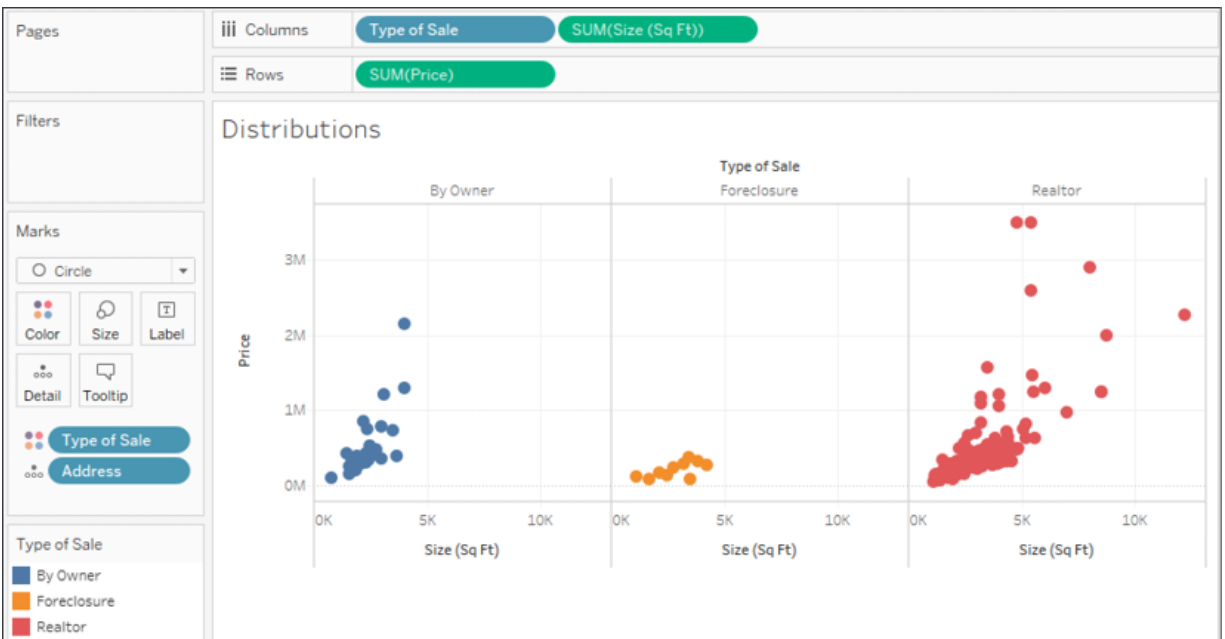 Pages
Columns Type of Sale SUM(Size (Sq Ft))
Rows SUM(Price)
Filters
Marks
Circle
Color Size Label
T
Detail Tooltip
Type of Sale
Address
Type of Sale
By Owner
Foreclosure
Realtor
Distributions
Type of Sale
By Owner Foreclosure Realtor
Price
3M
2M
1M
0M
0K 5K 10K 0K 5K 10K 0K 5K 10K
Size (Sq Ft) Size (Sq Ft) Size (Sq Ft)